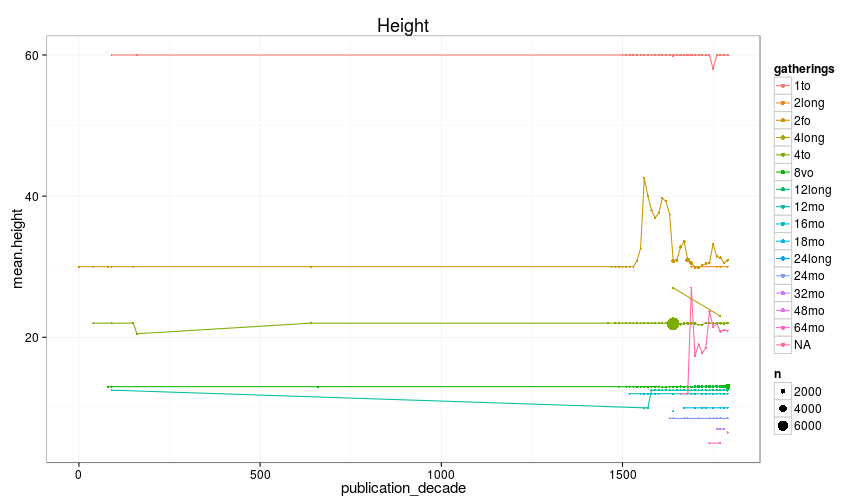 Height
60
40
20
mean.height
0
500
1000
1500
publication_decade
gatherings
1to
2long
2fo
4long
4to
8vo
12long
12mo
16mo
18mo
24long
24mo
32mo
48mo
64mo
NA
n
2000
4000
6000